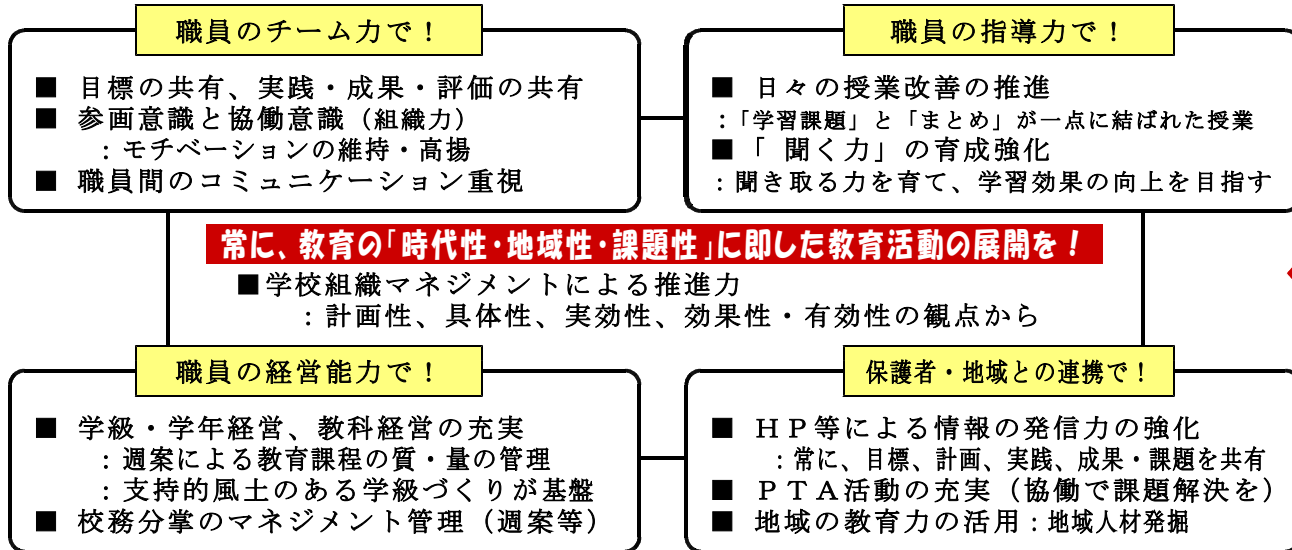 職員のチーム力で！
■ 目標の共有、実践・成果・評価の共有
■ 参画意識と協働意識（組織力）
：モチベーションの維持・高揚
■ 職員間のコミュニケーション重視
職員の指導力で！
■ 日々の授業改善の推進
：「学習課題」と「まとめ」が一点に結ばれた授業
■「 聞く力」の育成強化
：聞き取る力を育て、学習効果の向上を目指す
常に、教育の「時代性・地域性・課題性」に即した教育活動の展開を！
■学校組織マネジメントによる推進力
：計画性、具体性、実効性、効果性・有効性の観点から
職員の経営能力で！
■ 学級・学年経営、教科経営の充実
：週案による教育課程の質・量の管理
：支持的風土のある学級づくりが基盤
■ 校務分掌のマネジメント管理（週案等）
保護者・地域との連携で！
■ ＨＰ等による情報の発信力の強化
：常に、目標、計画、実践、成果・課題を共有
■ ＰＴＡ活動の充実（協働で課題解決を）
■ 地域の教育力の活用：地域人材発掘